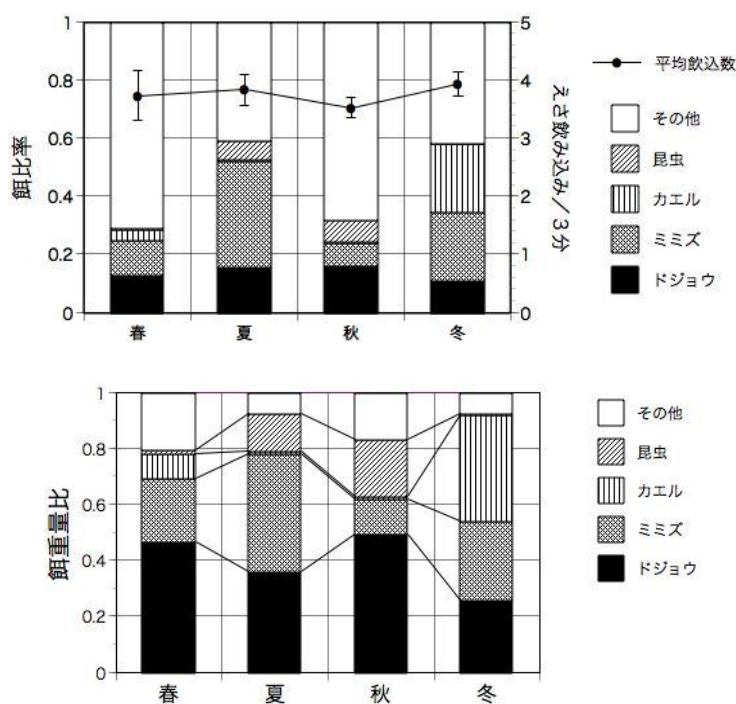 餌比率
1
0.8
0.6
0.4
0.2
0
春 夏 秋 冬
5
4
3
2
1
0
えさ飲み込み／3分
平均飲込数
その他
昆虫
カエル
ミミズ
ドジョウ
餌重量比
1
0.8
0.6
0.4
0.2
0
春 夏 秋 冬
その他
昆虫
カエル
ミミズ
ドジョウ